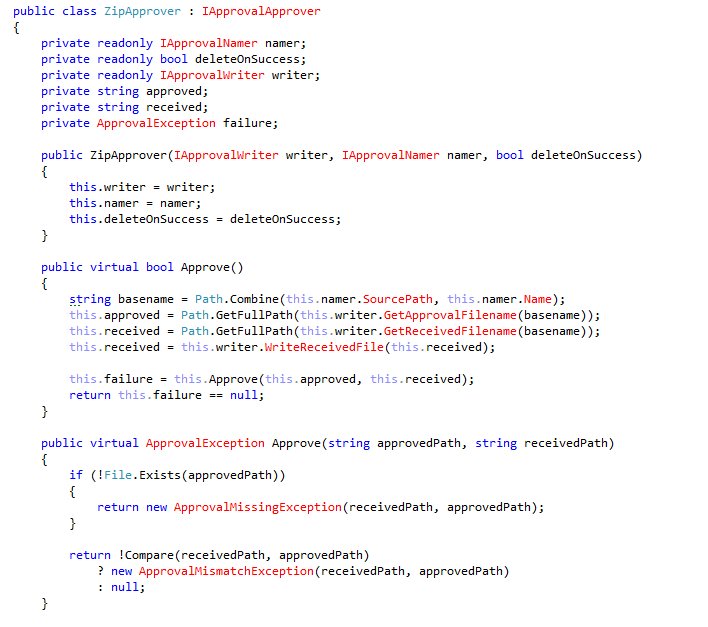 public class ZipApprover : IApprovalApprover
{
    private readonly IApprovalNamer namer;
    private readonly bool deleteOnSuccess;
    private readonly IApprovalWriter writer;
    private string approved;
    private string received;
    private ApprovalException failure;

    public ZipApprover(IApprovalWriter writer, IApprovalNamer namer, bool deleteOnSuccess)
    {
        this.writer = writer;
        this.namer = namer;
        this.deleteOnSuccess = deleteOnSuccess;
    }

    public virtual bool Approve()
    {
        string basename = Path.Combine(this.namer.SourcePath, this.namer.Name);
        this.approved = Path.GetFullPath(this.writer.GetApprovalFilename(basename));
        this.received = Path.GetFullPath(this.writer.GetReceivedFilename(basename));
        this.received = this.writer.WriteReceivedFile(this.received);

        this.failure = this.Approve(this.approved, this.received);
        return this.failure == null;
    }

    public virtual ApprovalException Approve(string approvedPath, string receivedPath)
    {
        if (!File.Exists(approvedPath))
        {
            return new ApprovalMissingException(receivedPath, approvedPath);
        }

        return !Compare(receivedPath, approvedPath)
            ? new ApprovalMismatchException(receivedPath, approvedPath)
            : null;
    }